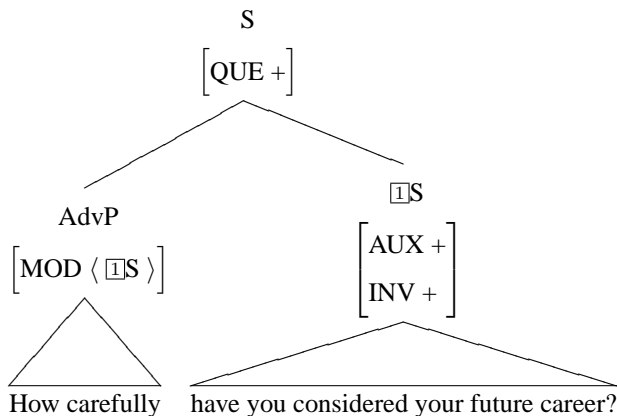 S
[QUE +]
AdvP
[MOD ⟨ 1S ⟩]
1S
[AUX +
INV +]
How carefully have you considered your future career?